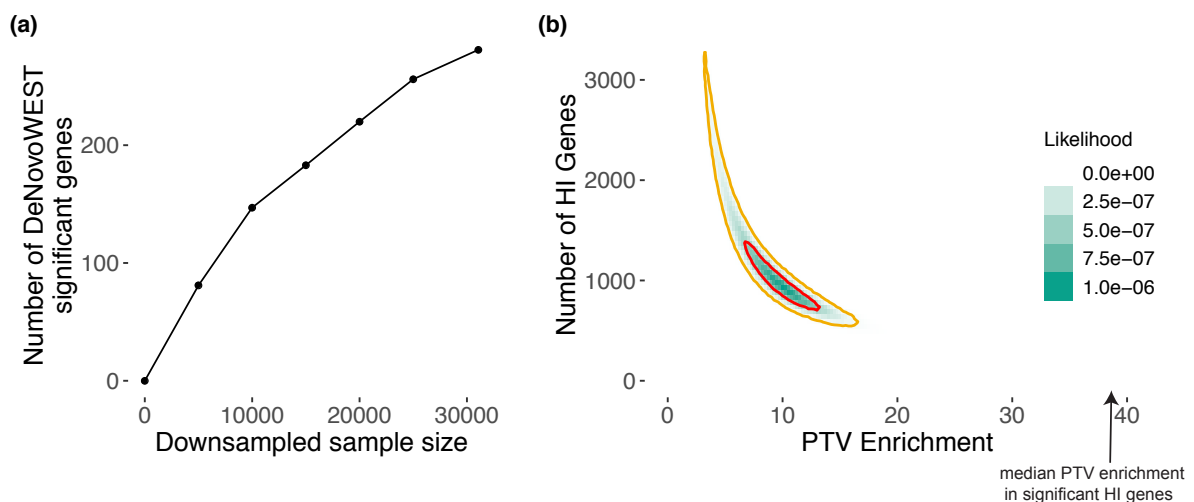 (a)
Number of DeNovoWEST
significant genes
200
100
0
0
10000
20000
30000
Downsampled sample size
(b)
Number of HI Genes
3000
2000
1000
0
0
10
20
30
40
PTV Enrichment
Likelihood
0.0e+00
2.5e−07
5.0e−07
7.5e−07
1.0e−06
median PTV enrichment
in significant HI genes